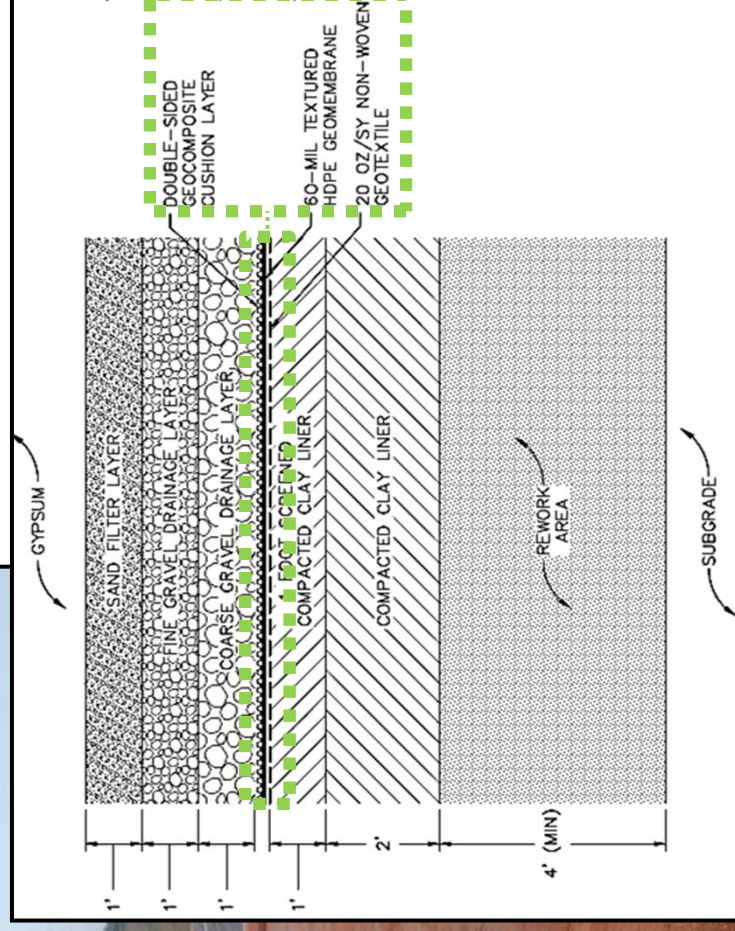 GYPSUM
SAND FILTER LAYER
FINE GRAVEL DRAINAGE LAYER
COARSE GRAVEL DRAINAGE LAYER
DOUBLE-SIDED
GEOCOMPOSITE
CUSHION LAYER
60-MIL TEXTURED
HDPE GEOMEMBRANE
20 OZ/SY NON-WOVEN
GEOTEXTILE
FOOT SCREENED
COMPACTED CLAY LINER
COMPACTED CLAY LINER
REWORK
AREA
SUBGRADE
1'
1'
1'
1'
2'
4' (MIN)